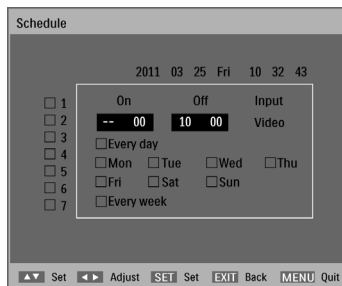 Schedule
2011 03 25 Fri 10 32 43
1
2
3
4
5
6
7
On Off Input
-- 00 10 00 Video
Every day
Mon Tue Wed Thu
Fri Sat Sun
Every week
▲▼ Set ◀▶ Adjust SET Set EXIT Back MENU Quit